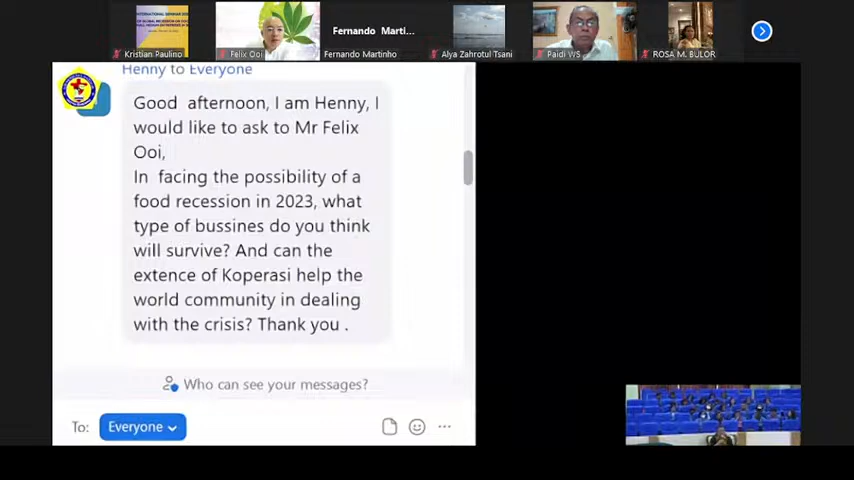 INTERNATIONAL SEMINAR
Fernando Marti...
Kristian Paulino
Felix Ooi
Fernando Martinho
Alya Zahrotul Tsani
Paidi WS
ROSA M. BULOR
Henny to Everyone
Good afternoon, I am Henny, I
would like to ask to Mr Felix
Ooi,
In facing the possibility of a
food recession in 2023, what
type of bussines do you think
will survive? And can the
extence of Koperasi help the
world community in dealing
with the crisis? Thank you .
Who can see your messages?
To: Everyone